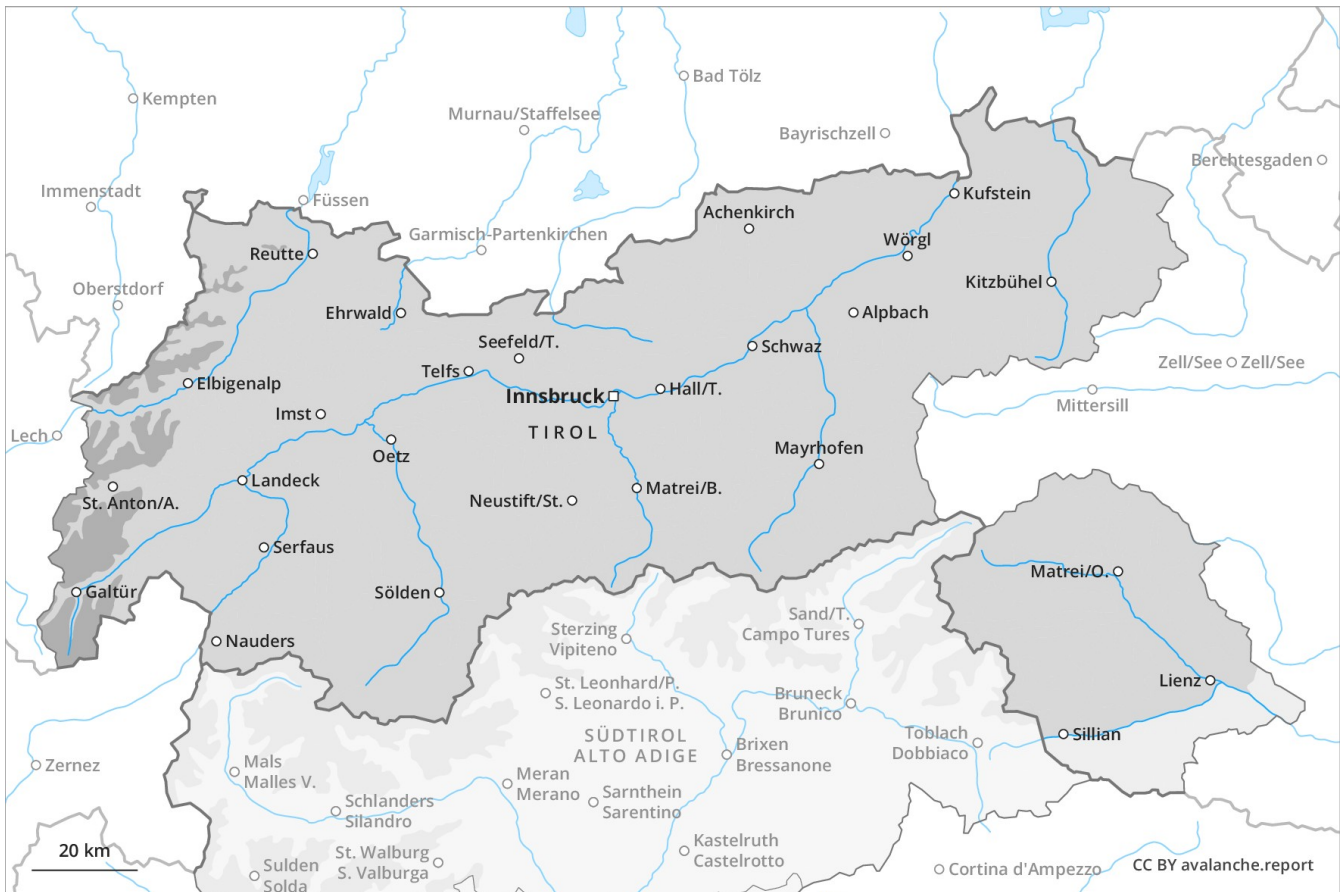 Bad Tölz
Kempten
Murnau/Staffelsee
Bayrischzell
Berchtesgaden
Immenstadt
Füssen
Kufstein
Achenkirch
Garmisch-Partenkirchen
Wörgl
Reutte
Oberstdorf
Kitzbühel
Ehrwald
Alpbach
Seefeld/T.
Schwaz
Zell/See
Zell/See
Telfs
Elbigenalp
Hall/T.
Innsbruck
Mittersill
Imst
TIROL
Lech
Mayrhofen
Oetz
Landeck
Matrei/B.
St. Anton/A.
Neustift/St.
Serfaus
Matrei/O.
Galtür
Sölden
Sand/T.
Campo Tures
Sterzing
Vipiteno
Nauders
Lienz
St. Leonhard/P.
S. Leonardo i. P.
Bruneck
Brunico
SÜDTIROL
ALTO ADIGE
Toblach
Dobbiaco
Sillian
Brixen
Bressanone
Zernez
Mals
Malles V.
Meran
Merano
Sarnthein
Sarentino
Schlanders
Silandro
Kastelruth
Castelrotto
20 km
St. Walburg
S. Valburga
Sulden
Solda
Cortina d'Ampezzo
CC BY avalanche.report